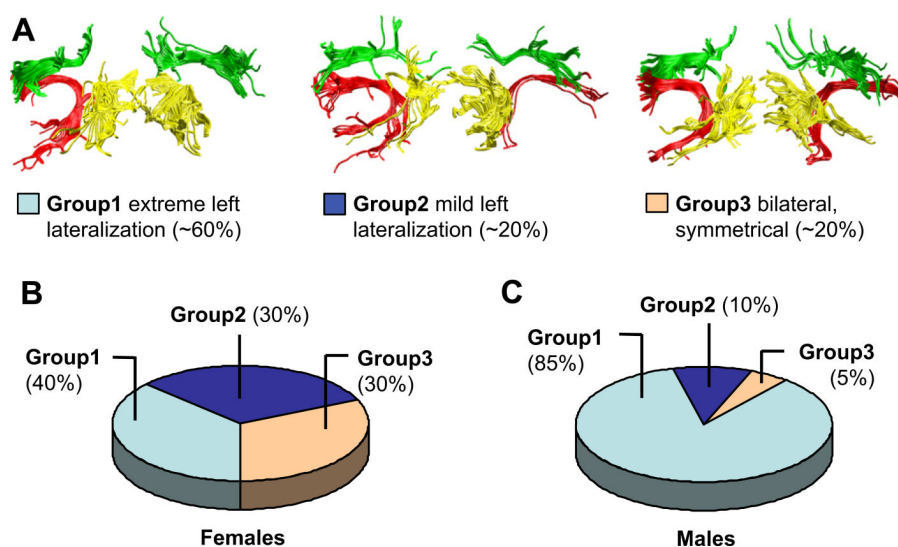 A
Group1 extreme left
lateralization (~60%)
Group2 mild left
lateralization (~20%)
Group3 bilateral,
symmetrical (~20%)
B
Group2 (30%)
Group1
(40%)
Group3
(30%)
Females
C
Group2 (10%)
Group1
(85%)
Group3
(5%)
Males